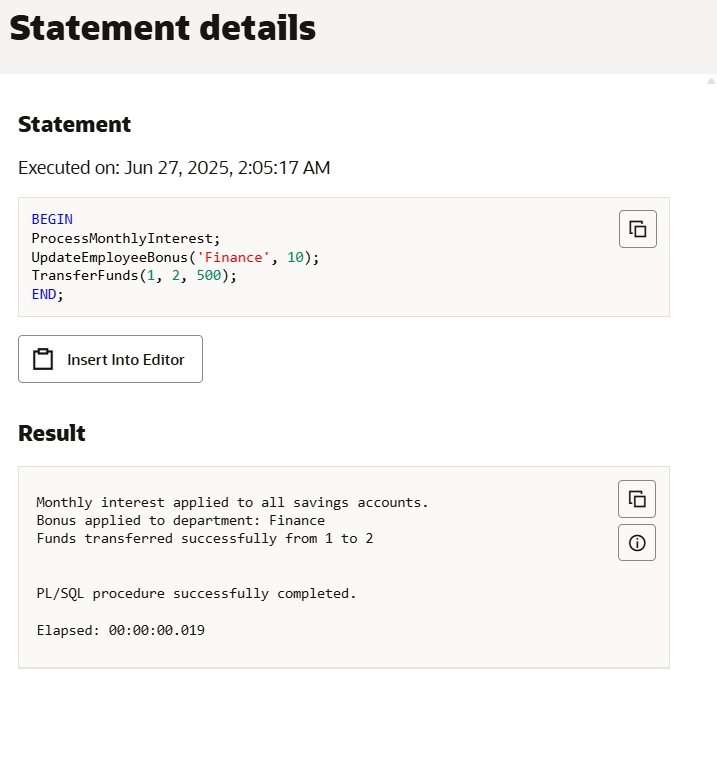 Statement details
Statement
Executed on: Jun 27, 2025, 2:05:17 AM
BEGIN
ProcessMonthlyInterest;
UpdateEmployeeBonus('Finance', 10);
TransferFunds(1, 2, 500);
END;
Insert Into Editor
Result
Monthly interest applied to all savings accounts.
Bonus applied to department: Finance
Funds transferred successfully from 1 to 2
PL/SQL procedure successfully completed.
Elapsed: 00:00:00.019